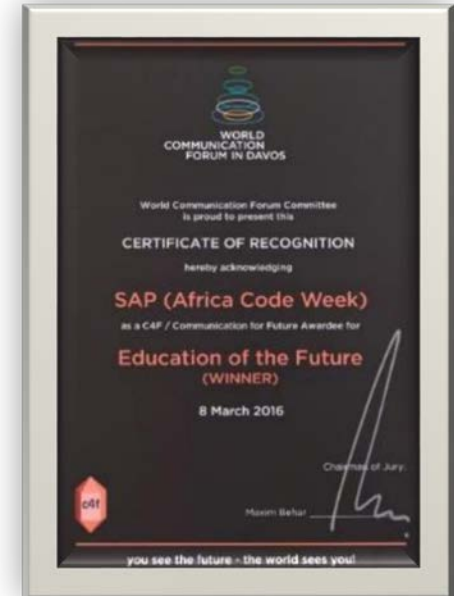 WORLD
COMMUNICATION
FORUM IN DAVOS
World Communication Forum Committee
is proud to present this
CERTIFICATE OF RECOGNITION
hereby acknowledging
SAP (Africa Code Week)
as a C4F / Communication for Future Awardee for
Education of the Future
(WINNER)
8 March 2016
Chairman of Jury:
c4f
Maxim Behar
you see the future - the world sees you!